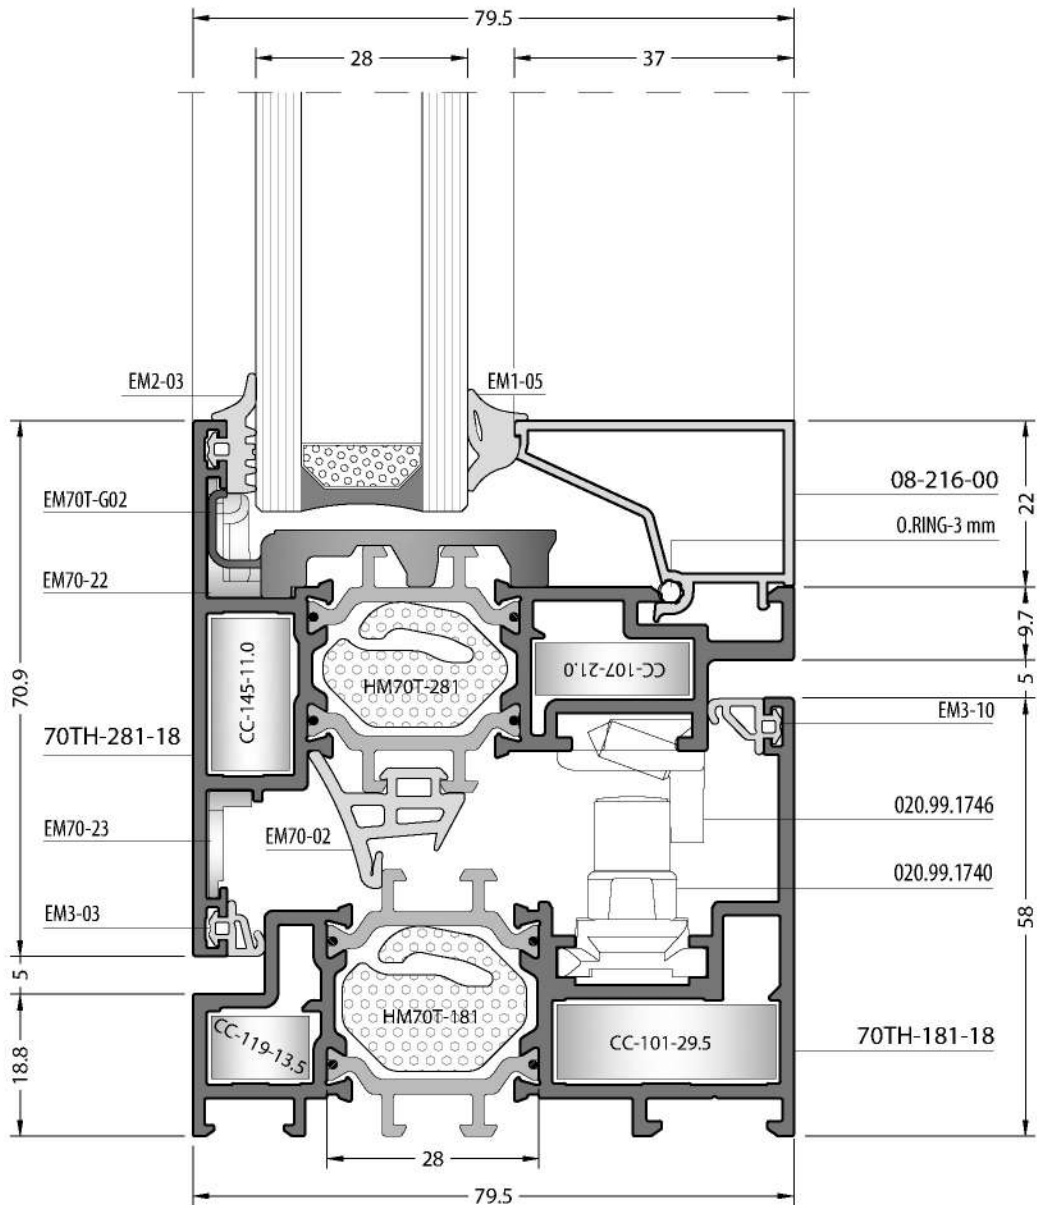 79.5
28
37
EM2-03
EM1-05
08-216-00
22
EM70T-G02
O.RING-3 mm
EM70-22
9.7
CC-145-11.0
CC-107-21.0
5
HM70T-281
70.9
70TH-281-18
EM3-10
020.99.1746
EM70-23
EM70-02
020.99.1740
EM3-03
58
5
HM70T-181
CC-119-13.5
CC-101-29.5
70TH-181-18
18.8
28
79.5